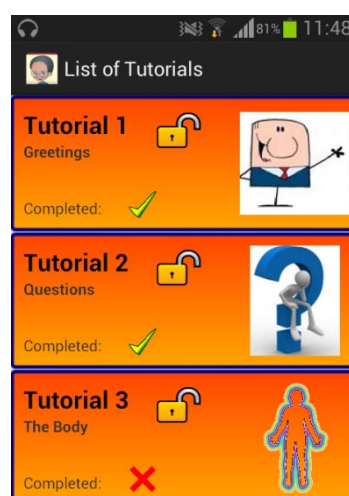 81% 11:48
List of Tutorials
Tutorial 1
Greetings
Completed:
Tutorial 2
Questions
Completed:
Tutorial 3
The Body
Completed: